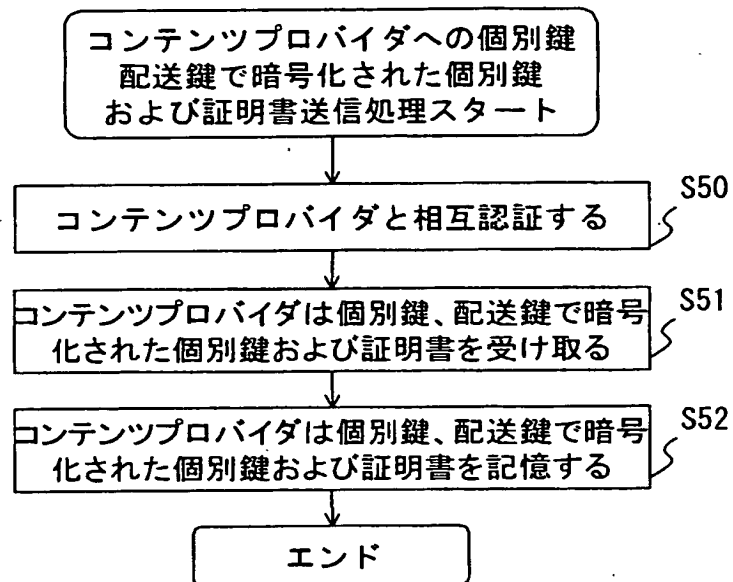 コンテンツプロバイダへの個別鍵
配送鍵で暗号化された個別鍵
および証明書送信処理スタート
コンテンツプロバイダと相互認証する
S50
コンテンツプロバイダは個別鍵、配送鍵で暗号
化された個別鍵および証明書を受け取る
S51
コンテンツプロバイダは個別鍵、配送鍵で暗号
化された個別鍵および証明書を記憶する
S52
エンド